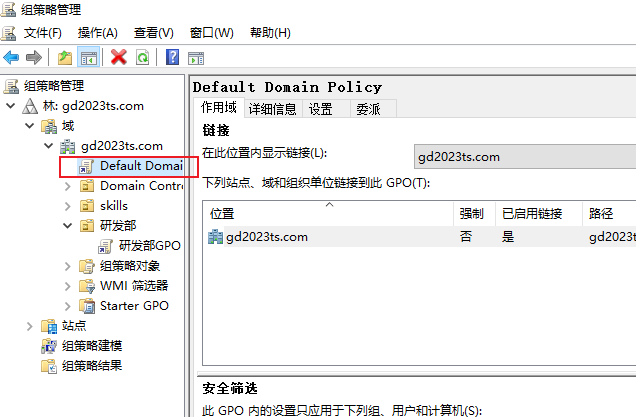 组策略管理
文件(F) 操作(A) 查看(V) 窗口(W) 帮助(H)
组策略管理
林: gd2023ts.com
域
gd2023ts.com
Default Domai
Domain Contro
skills
研发部
研发部GPO
组策略对象
WMI 筛选器
Starter GPO
站点
组策略建模
组策略结果
Default Domain Policy
作用域 详细信息 设置 委派
链接
在此位置内显示链接(L): gd2023ts.com
下列站点、域和组织单位链接到此 GPO(T):
位置 强制 已启用链接 路径
gd2023ts.com 否 是 gd2023t
安全筛选
此 GPO 内的设置只应用于下列组、用户和计算机(S):